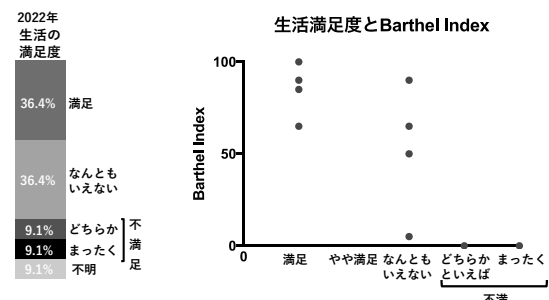 2022年
生活の
満足度
36.4% 満足
36.4% なんとも
いえない
9.1% どちらか
9.1% まったく
不満足
9.1% 不明
生活満足度とBarthel Index
Barthel Index
100
50
0
0
満足 やや満足 なんとも
いえない どちらか
といえば まったく
不満